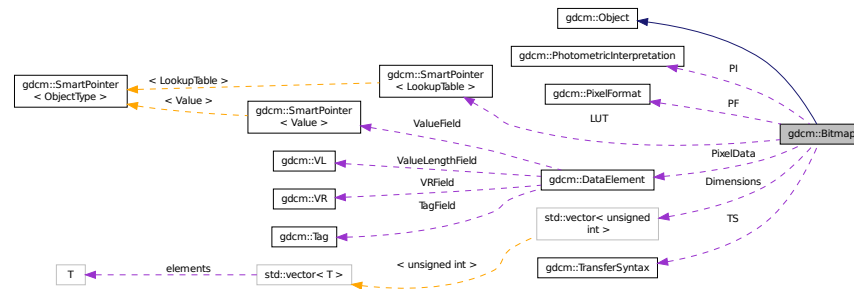 gdcm::Object
gdcm::PhotometricInterpretation
PI
gdcm::SmartPointer
< LookupTable >
< LookupTable >
gdcm::SmartPointer
< ObjectType >
< Value >
gdcm::PixelFormat
PF
gdcm::SmartPointer
< Value >
ValueField
LUT
gdcm::Bitmap
PixelData
gdcm::VL
ValueLengthField
gdcm::DataElement
Dimensions
VRField
gdcm::VR
TagField
std::vector< unsigned
int >
TS
gdcm::Tag
< unsigned int >
gdcm::TransferSyntax
T
elements
std::vector< T >